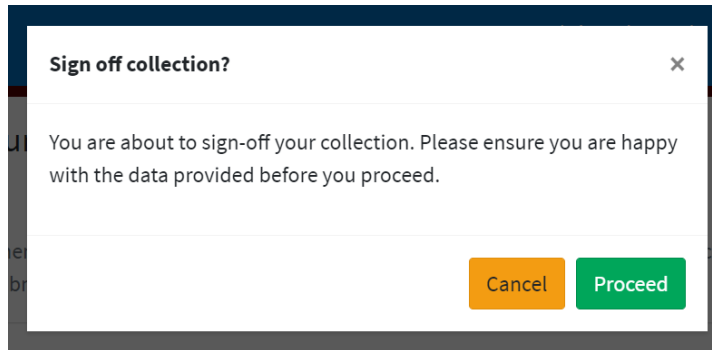 Sign off collection?
×
You are about to sign-off your collection. Please ensure you are happy
with the data provided before you proceed.
Cancel
Proceed